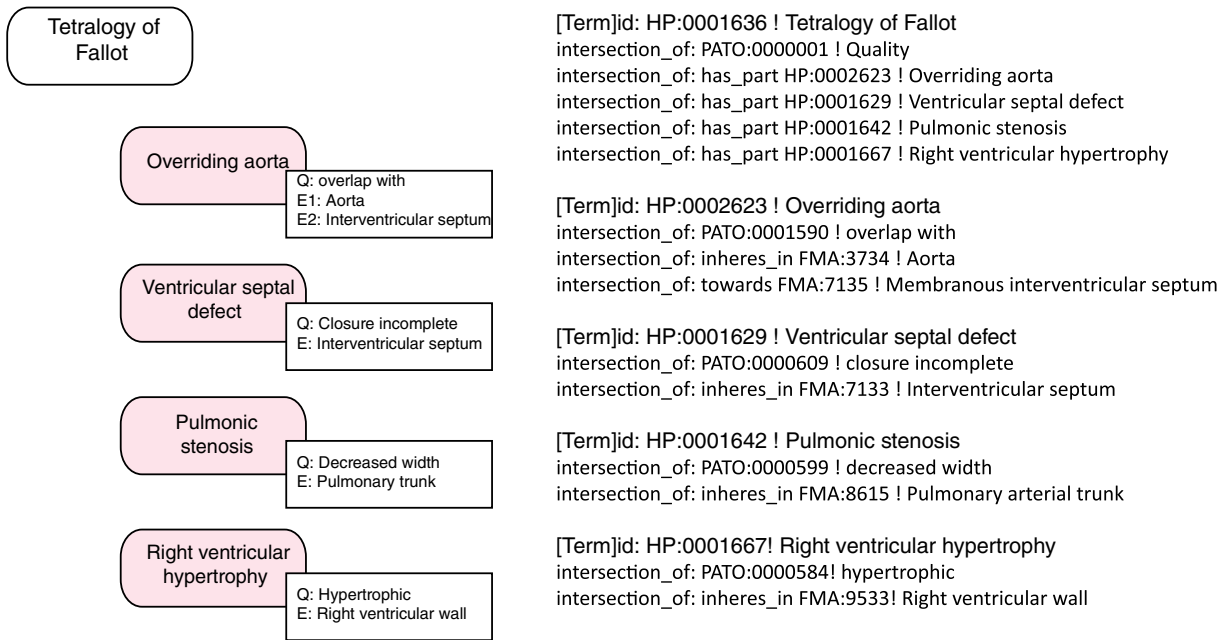 Tetralogy of
Fallot
Overriding aorta
Q: overlap with
E1: Aorta
E2: Interventricular septum
Ventricular septal
defect
Q: Closure incomplete
E: Interventricular septum
Pulmonic
stenosis
Q: Decreased width
E: Pulmonary trunk
Right ventricular
hypertrophy
Q: Hypertrophic
E: Right ventricular wall
[Term]id: HP:0001636 ! Tetralogy of Fallot
intersection_of: PATO:0000001 ! Quality
intersection_of: has_part HP:0002623 ! Overriding aorta
intersection_of: has_part HP:0001629 ! Ventricular septal defect
intersection_of: has_part HP:0001642 ! Pulmonic stenosis
intersection_of: has_part HP:0001667 ! Right ventricular hypertrophy
[Term]id: HP:0002623 ! Overriding aorta
intersection_of: PATO:0001590 ! overlap with
intersection_of: inheres_in FMA:3734 ! Aorta
intersection_of: towards FMA:7135 ! Membranous interventricular septum
[Term]id: HP:0001629 ! Ventricular septal defect
intersection_of: PATO:0000609 ! closure incomplete
intersection_of: inheres_in FMA:7133 ! Interventricular septum
[Term]id: HP:0001642 ! Pulmonic stenosis
intersection_of: PATO:0000599 ! decreased width
intersection_of: inheres_in FMA:8615 ! Pulmonary arterial trunk
[Term]id: HP:0001667! Right ventricular hypertrophy
intersection_of: PATO:0000584! hypertrophic
intersection_of: inheres_in FMA:9533! Right ventricular wall